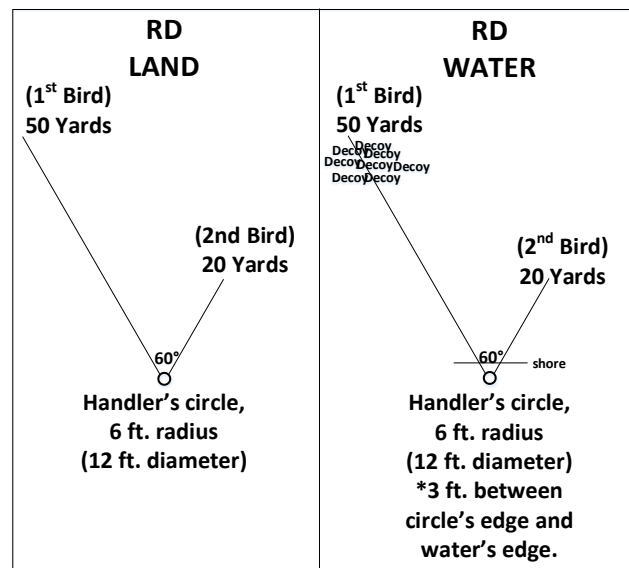 RD
LAND
(1st Bird)
50 Yards
(2nd Bird)
20 Yards
60°
Handler's circle,
6 ft. radius
(12 ft. diameter)
RD
WATER
(1st Bird)
50 Yards
Decoy
Decoy Decoy
Decoy Decoy Decoy
Decoy Decoy
(2nd Bird)
20 Yards
60°
shore
Handler's circle,
6 ft. radius
(12 ft. diameter)
*3 ft. between
circle's edge and
water's edge.